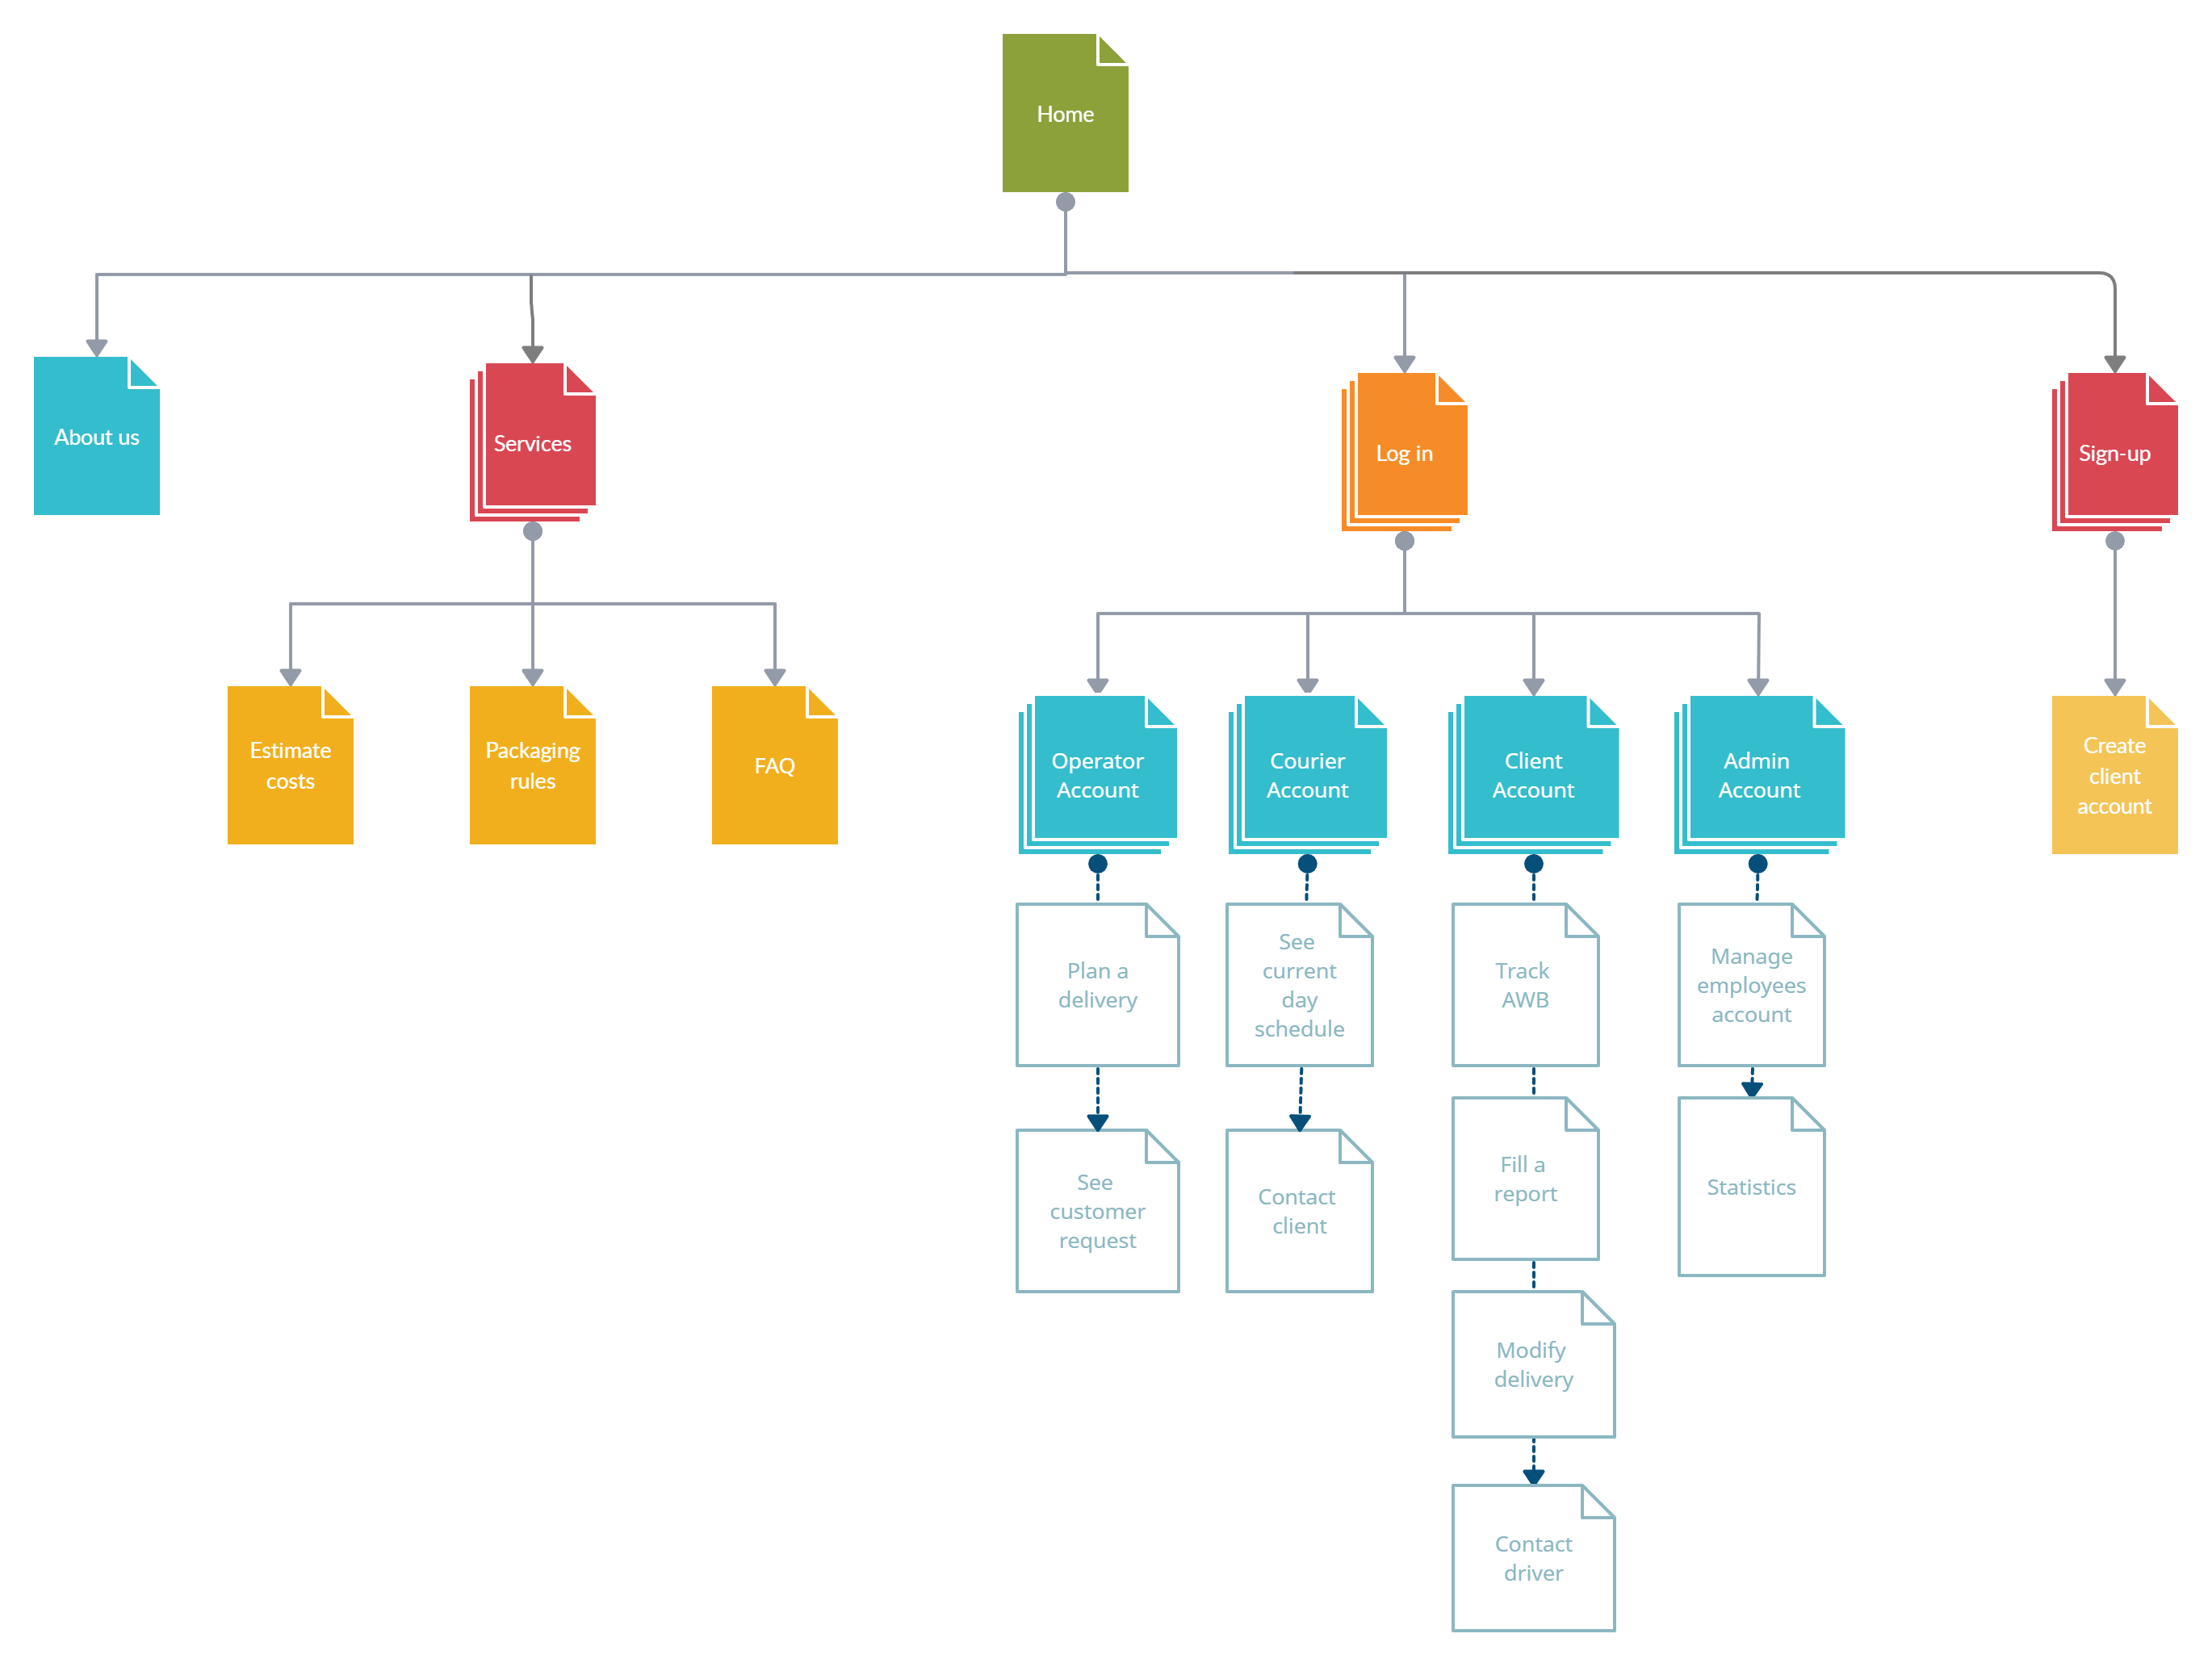 Home
About us
Services
Log in
Sign-up
Estimate
costs
Packaging
rules
FAQ
Operator
Account
Courier
Account
Client
Account
Admin
Account
Create
client
account
Plan a
delivery
See
current
day
schedule
Track
AWB
Manage
employees
account
See
customer
request
Contact
client
Fill a
report
Statistics
Modify
delivery
Contact
driver